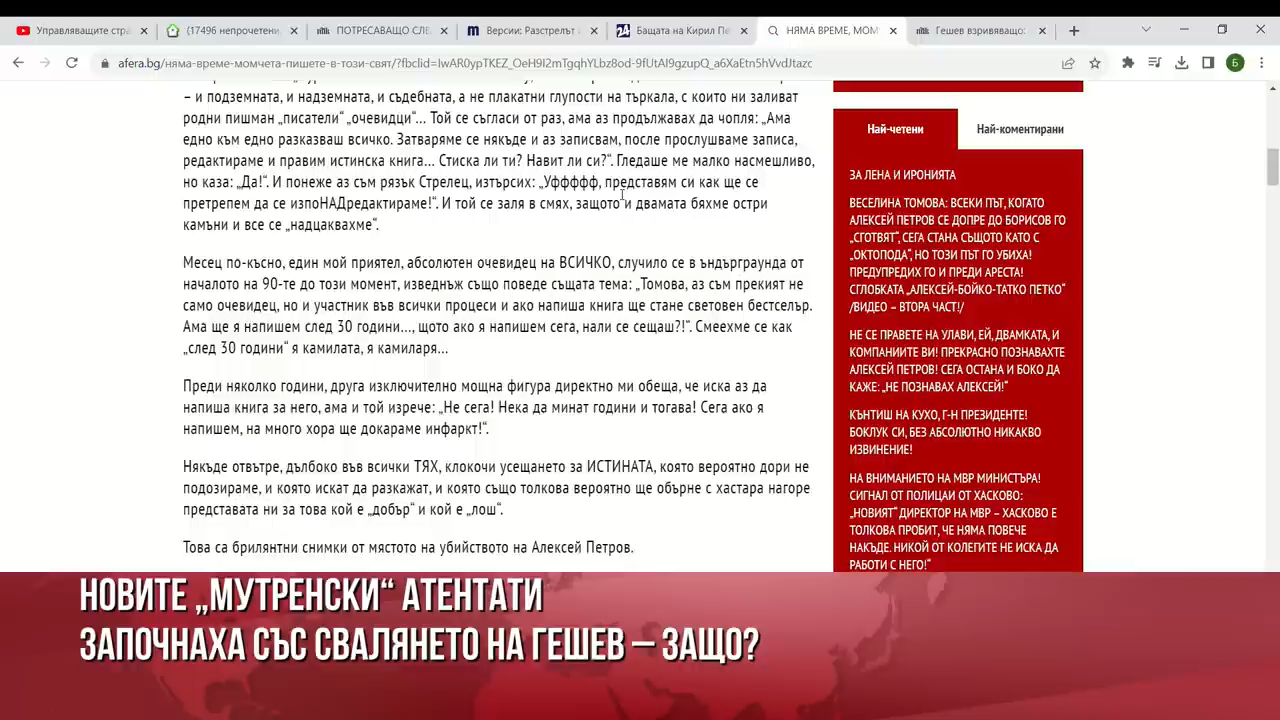 Управляващите стра
(17496 непрочетени
ПОТРЕСАВАЩО СЛЕ
Версии: Разстрелът
Бащата на Кирил Пе
НЯМА ВРЕМЕ, МОМ
Гешев взривяващо:
afera.bg/няма-време-момчета-пишете-в-този-свят/?fbclid=
– и подземната, и надземната, и съдебната, а не плакатни глупости на търкала, с които ни заливат
родни пишман „писатели“ „очевидци“… Той се съгласи от раз, ама аз продължавах да чопля: „Ама
едно към едно разказваш всичко. Затваряме се някъде и аз записвам, после прослушваме записа,
редактираме и правим истинска книга… Стиска ли ти? Навит ли си?“. Гледаше ме малко насмешливо,
но каза: „Да!“. И понеже аз съм рязък Стрелец, изтърсих: „Уффффф, представям си как ще се
претрепем да се изпоНАДредактираме!“. И той се заля в смях, защото и двамата бяхме остри
камъни и все се „надцаквахме“.
Месец по-късно, един мой приятел, абсолютен очевидец на ВСИЧКО, случило се в ъндърграунда от
началото на 90-те до този момент, изведнъж също поведе същата тема: „Томова, аз съм прекият не
само очевидец, но и участник във всички процеси и ако напиша книга ще стане световен бестселър.
Ама ще я напишем след 30 години…, щото ако я напишем сега, нали се сещаш?!“. Смеехме се как
„след 30 години“ я камилата, я камиларя…
Преди няколко години, друга изключително мощна фигура директно ми обеща, че иска аз да
напиша книга за него, ама и той изрече: „Не сега! Нека да минат години и тогава! Сега ако я
напишем, на много хора ще докараме инфаркт!“.
Някъде отвътре, дълбоко във всички ТЯХ, клокочи усещането за ИСТИНАТА, която вероятно дори не
подозираме, и която искат да разкажат, и която също толкова вероятно ще обърне с хастара нагоре
представата ни за това кой е „добър“ и кой е „лош“.
Това са брилянтни снимки от мястото на убийството на Алексей Петров.
Най-четени
Най-коментирани
ЗА ЛЕНА И ИРОНИЯТА
ВЕСЕЛИНА ТОМОВА: ВСЕКИ ПЪТ, КОГАТО
АЛЕКСЕЙ ПЕТРОВ СЕ ДОПРЕ ДО БОРИСОВ ГО
„СГОТВЯТ“, СЕГА СТАНА СЪЩОТО КАТО С
„ОКТОПОДА“, НО ТОЗИ ПЪТ ГО УБИХА!
ПРЕДУПРЕДИХ ГО И ПРЕДИ АРЕСТА!
СГЛОБКАТА „АЛЕКСЕЙ-БОЙКО-ТАТКО ПЕТКО“
/ВИДЕО – ВТОРА ЧАСТ!/
НЕ СЕ ПРАВЕТЕ НА УЛАВИ, ЕЙ, ДВАМКАТА, И
КОМПАНИИТЕ ВИ! ПРЕКРАСНО ПОЗНАВАХТЕ
АЛЕКСЕЙ ПЕТРОВ! СЕГА ОСТАНА И БОКО ДА
КАЖЕ: „НЕ ПОЗНАВАХ АЛЕКСЕЙ!“
КЪНТИШ НА КУХО, Г-Н ПРЕЗИДЕНТЕ!
БОКЛУК СИ, БЕЗ АБСОЛЮТНО НИКАКВО
ИЗВИНЕНИЕ!
НА ВНИМАНИЕТО НА МВР МИНИСТЪРА!
СИГНАЛ ОТ ПОЛИЦАИ ОТ ХАСКОВО:
„НОВИЯТ“ ДИРЕКТОР НА МВР – ХАСКОВО Е
ТОЛКОВА ПРОБИТ, ЧЕ НЯМА ПОВЕЧЕ
НАКЪДЕ. НИКОЙ ОТ КОЛЕГИТЕ НЕ ИСКА ДА
РАБОТИ С НЕГО!“
НОВИТЕ „МУТРЕНСКИ“ АТЕНТАТИ
ЗАПОЧНАХА СЪС СВАЛЯНЕТО НА ГЕШЕВ – ЗАЩО?